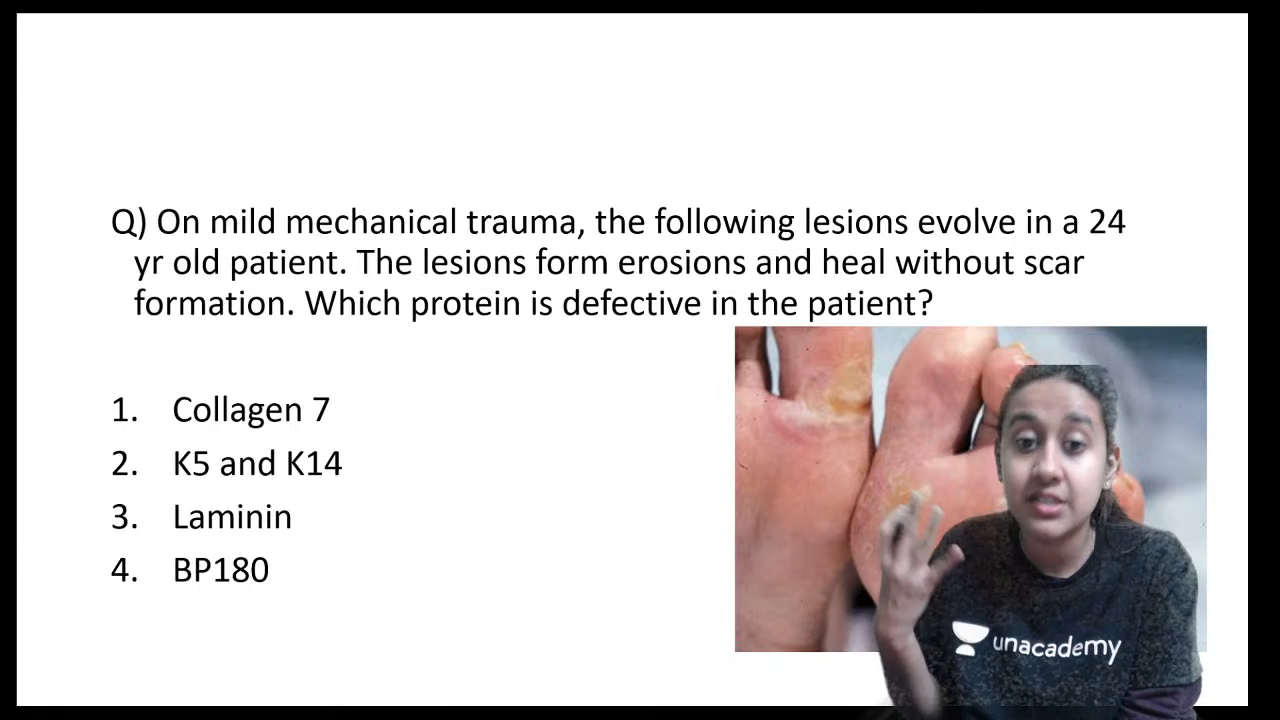 Q) On mild mechanical trauma, the following lesions evolve in a 24
yr old patient. The lesions form erosions and heal without scar
formation. Which protein is defective in the patient?
1. Collagen 7
2. K5 and K14
3. Laminin
4. BP180
unacademy